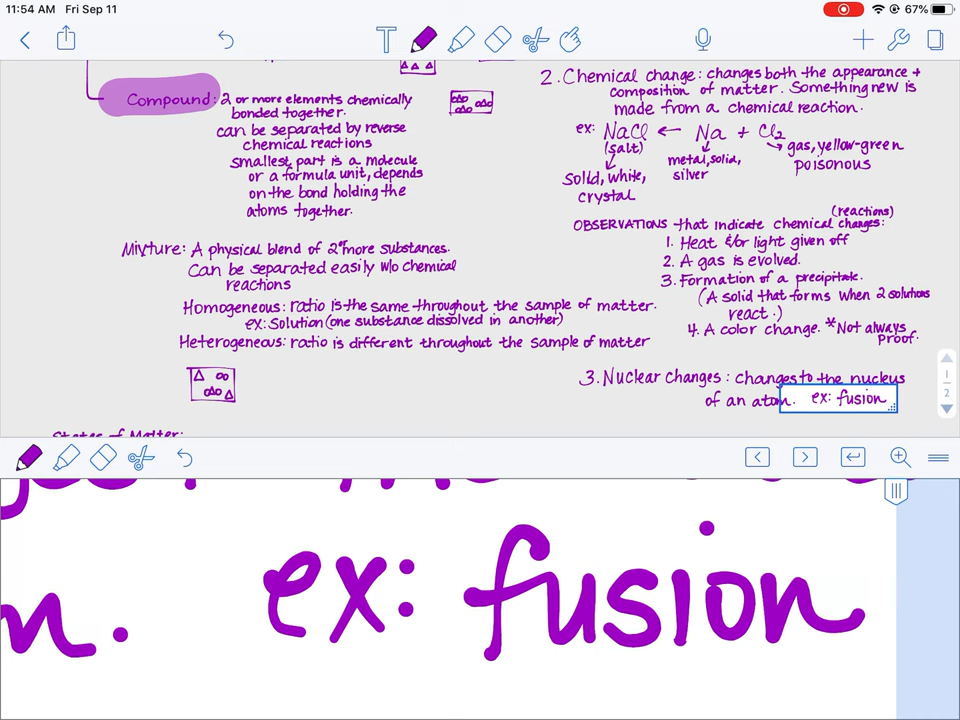 11:54 AM Fri Sep 11
67%
Compound: 2 or more elements chemically
bonded together.
can be separated by reverse
chemical reactions
smallest part is a molecule
or a formula unit, depends
on the bond holding the
atoms together.
Mixture: A physical blend of 2 or more substances.
Can be separated easily w/o chemical
reactions
Homogeneous: ratio is the same throughout the sample of matter.
ex: Solution (one substance dissolved in another)
Heterogeneous: ratio is different throughout the sample of matter
States of Matter:
2. Chemical change: changes both the appearance +
composition of matter. Something new is
made from a chemical reaction.
ex: NaCl ← Na + Cl2
(salt)
solid, white,
crystal
metal, solid,
silver
gas, yellow-green
poisonous
(reactions)
OBSERVATIONS that indicate chemical changes:
1. Heat &/or light given off
2. A gas is evolved.
3. Formation of a precipitate.
(A solid that forms when 2 solutions
react.)
4. A color change. *Not always
proof.
3. Nuclear Changes: changes to the nucleus
of an atom. ex: fusion
1
2
n. ex: fusion